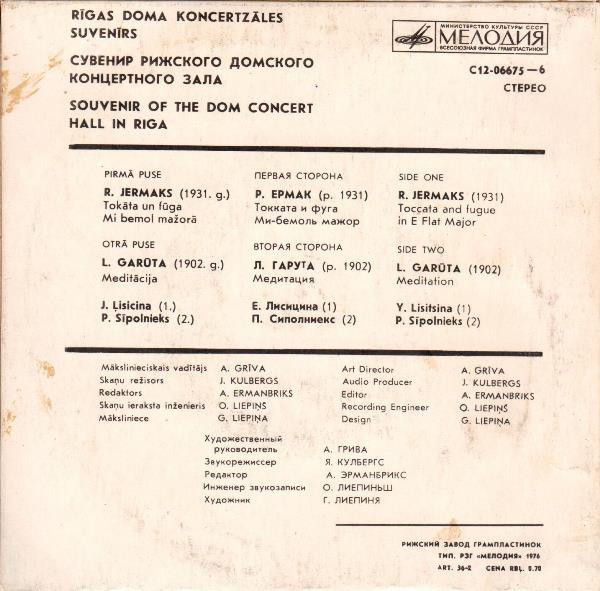 RĪGAS DOMA KONCERTZĀLES
SUVENĪRS
СУВЕНИР РИЖСКОГО ДОМСКОГО
КОНЦЕРТНОГО ЗАЛА
SOUVENIR OF THE DOM CONCERT
HALL IN RIGA
МИНИСТЕРСТВО КУЛЬТУРЫ СССР
МЕЛОДИЯ
ВСЕСОЮЗНАЯ ФИРМА ГРАМПЛАСТИНОК
С12-06675-6
СТЕРЕО
PIRMĀ PUSE
R. JERMAKS (1931. g.)
Tokāta un fūga
Mi bemol mažorā
OTRĀ PUSE
L. GARŪTA (1902. g.)
Meditācija
J. Ļisicina (1.)
P. Sīpolnieks (2.)
ПЕРВАЯ СТОРОНА
Р. ЕРМАК (р. 1931)
Токката и фуга
Ми-бемоль мажор
ВТОРАЯ СТОРОНА
Л. ГАРУТА (р. 1902)
Медитация
Е. Лисицина (1)
П. Сиполниекс (2)
SIDE ONE
R. JERMAKS (1931)
Toccata and fugue
in E Flat Major
SIDE TWO
L. GARŪTA (1902)
Meditation
Y. Lisitsina (1)
P. Sīpolnieks (2)
Mākslinieciskais vadītājs A. GRĪVA
Skaņu režisors J. KULBERGS
Redaktors A. ERMANBRIKS
Skaņu ieraksta inženieris O. LIEPIŅŠ
Māksliniece G. LIEPIŅA
Art Director A. GRĪVA
Audio Producer J. KULBERGS
Editor A. ERMANBRIKS
Recording Engineer O. LIEPIŅŠ
Design G. LIEPIŅA
Художественный
руководитель А. ГРИВА
Звукорежиссер Я. КУЛБЕРГС
Редактор А. ЭРМАНБРИКС
Инженер звукозаписи О. ЛИЕПИНЬШ
Художник Г. ЛИЕПИНЯ
РИЖСКИЙ ЗАВОД ГРАМПЛАСТИНОК
ТИП. РЗГ «МЕЛОДИЯ» 1976
ART. 36-2 CENA RBĻ. 0.70